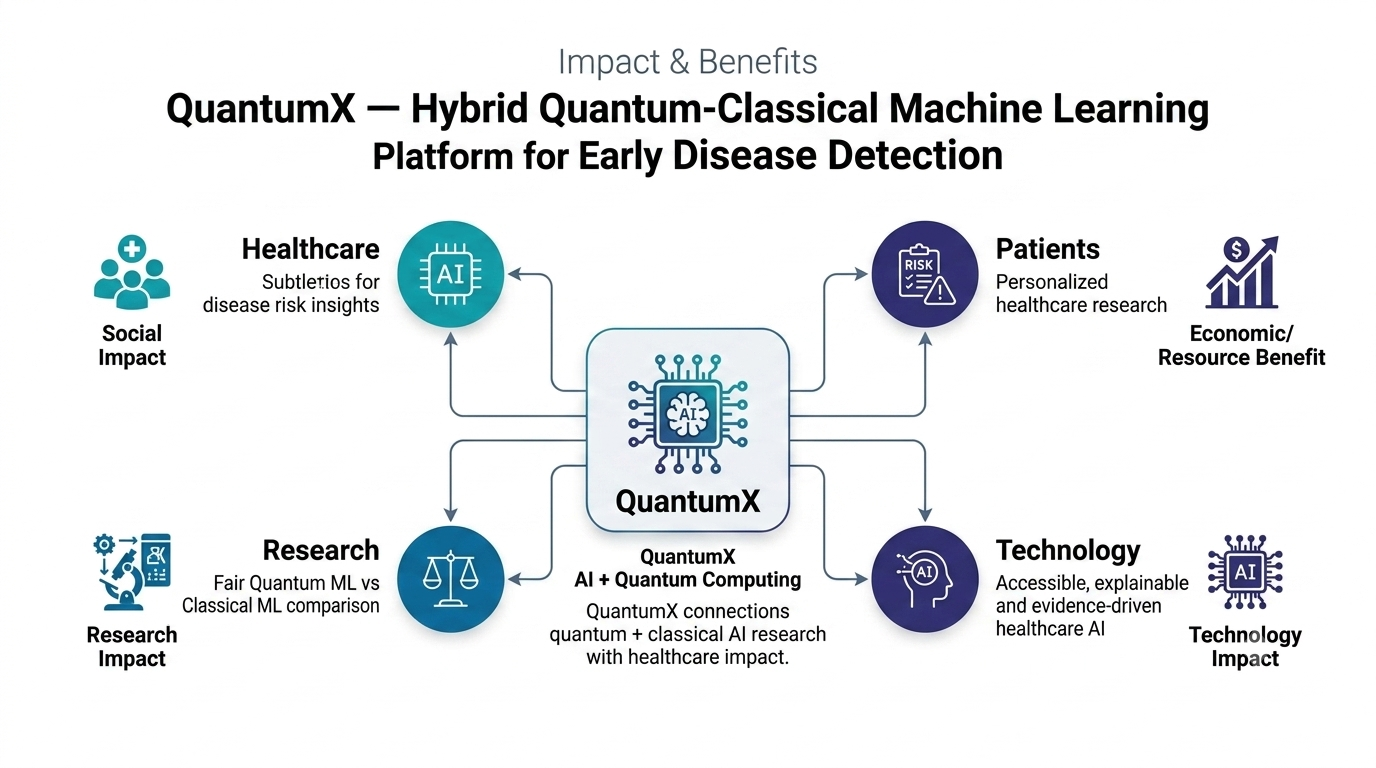 Impact & Benefits
QuantumX — Hybrid Quantum-Classical Machine Learning
Platform for Early Disease Detection
Social
Impact
Healthcare
for
disease risk insights
AI
RISK
Patients
Personalized
healthcare research
$
Economic/
Resource Benefit
AI
QuantumX
Research
Impact
Research
Fair Quantum ML vs
Classical ML comparison
QuantumX
AI + Quantum Computing
QuantumX connections
quantum + classical AI research
with healthcare impact.
AI
Technology
Accessible, explainable
and evidence-driven
healthcare AI
AI
Technology
Impact